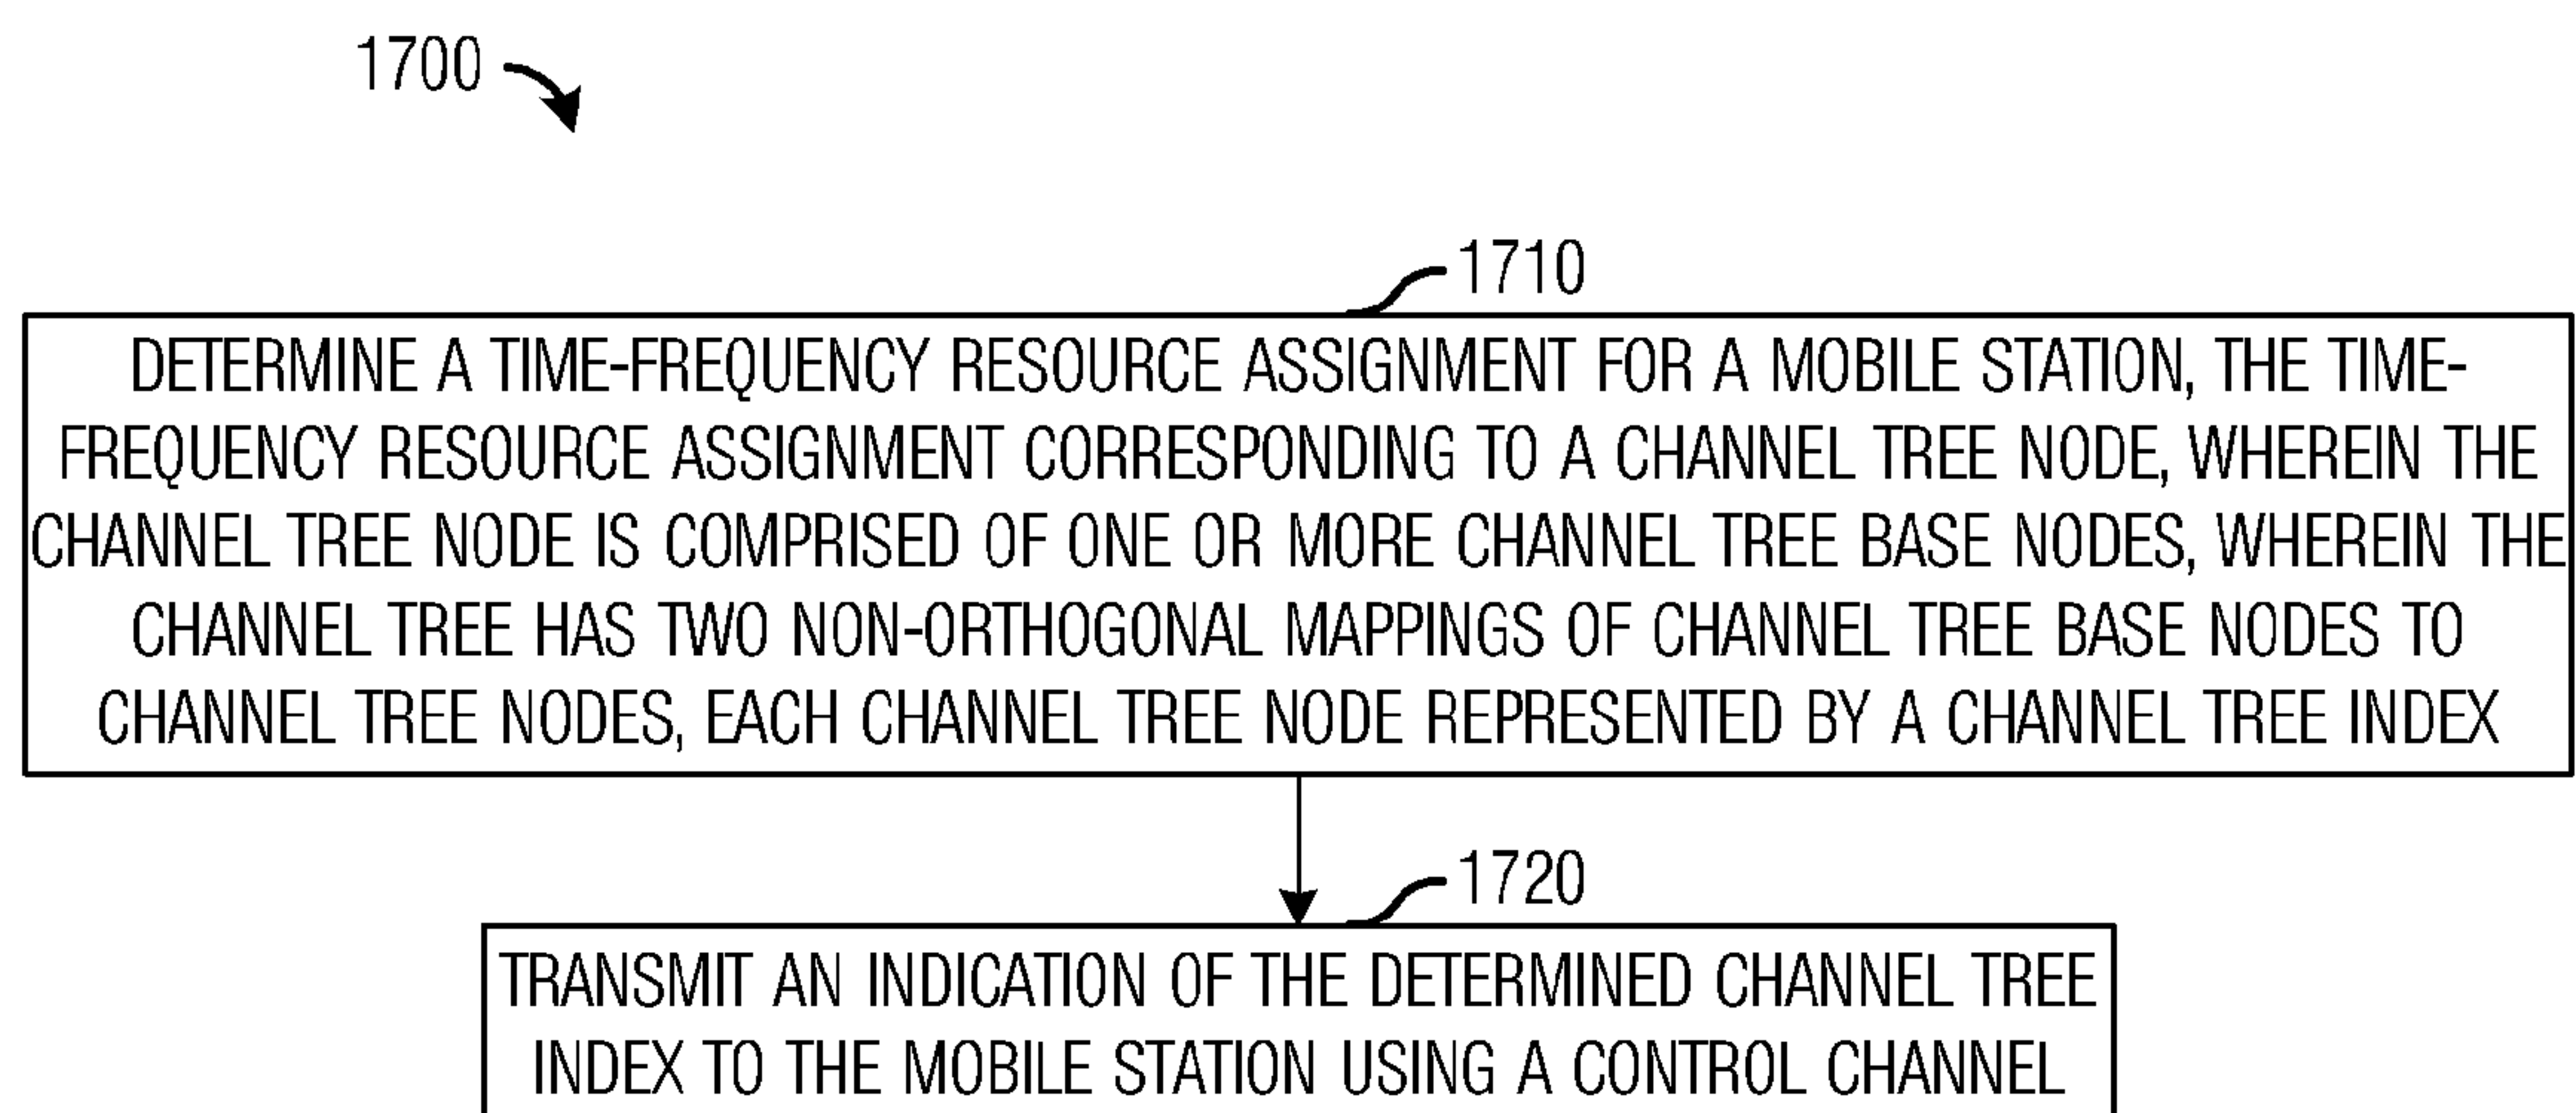 1700
1710
DETERMINE A TIME-FREQUENCY RESOURCE ASSIGNMENT FOR A MOBILE STATION, THE TIME-
FREQUENCY RESOURCE ASSIGNMENT CORRESPONDING TO A CHANNEL TREE NODE, WHEREIN THE
CHANNEL TREE NODE IS COMPRISED OF ONE OR MORE CHANNEL TREE BASE NODES, WHEREIN THE
CHANNEL TREE HAS TWO NON-ORTHOGONAL MAPPINGS OF CHANNEL TREE BASE NODES TO
CHANNEL TREE NODES, EACH CHANNEL TREE NODE REPRESENTED BY A CHANNEL TREE INDEX
1720
TRANSMIT AN INDICATION OF THE DETERMINED CHANNEL TREE
INDEX TO THE MOBILE STATION USING A CONTROL CHANNEL